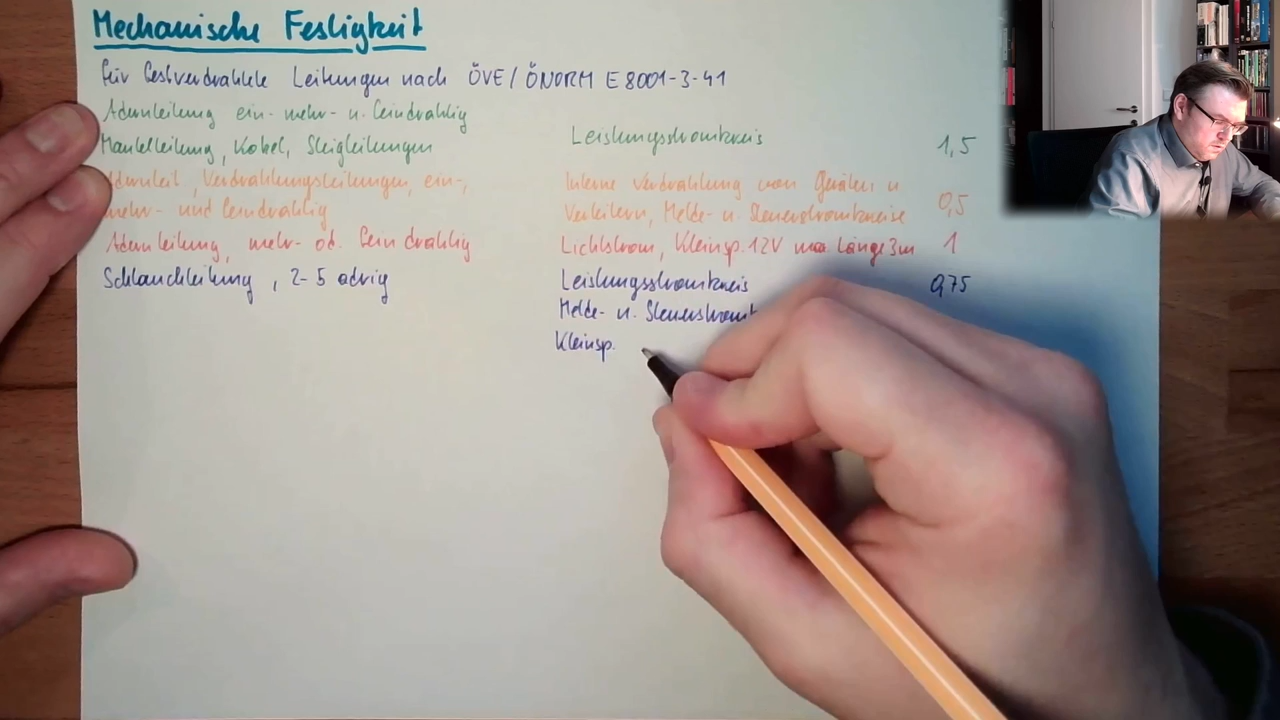 Mechanische Festigkeit
für festverdrahtete Leitungen nach ÖVE/ÖNORM E 8001-3-41
Aderleitung ein- mehr- u. feindrahtig
Mantelleitung, Kabel, Stegleitungen Leistungsstromkreis 1,5
Aderleit, Verdrahtungsleitungen, ein-, Interne Verdrahtung von Geräten u
mehr- und feindrahtig Verteilern, Melde- u. Steuerstromkreise 0,5
Aderleitung, mehr- od. feindrahtig Lichtstrom, Kleinsp. 12V max Länge 3m 1
Schlauchleitung, 2-5 adrig Leistungsstromkreis 0,75
Melde- u. Steuerstromk
Kleinsp.